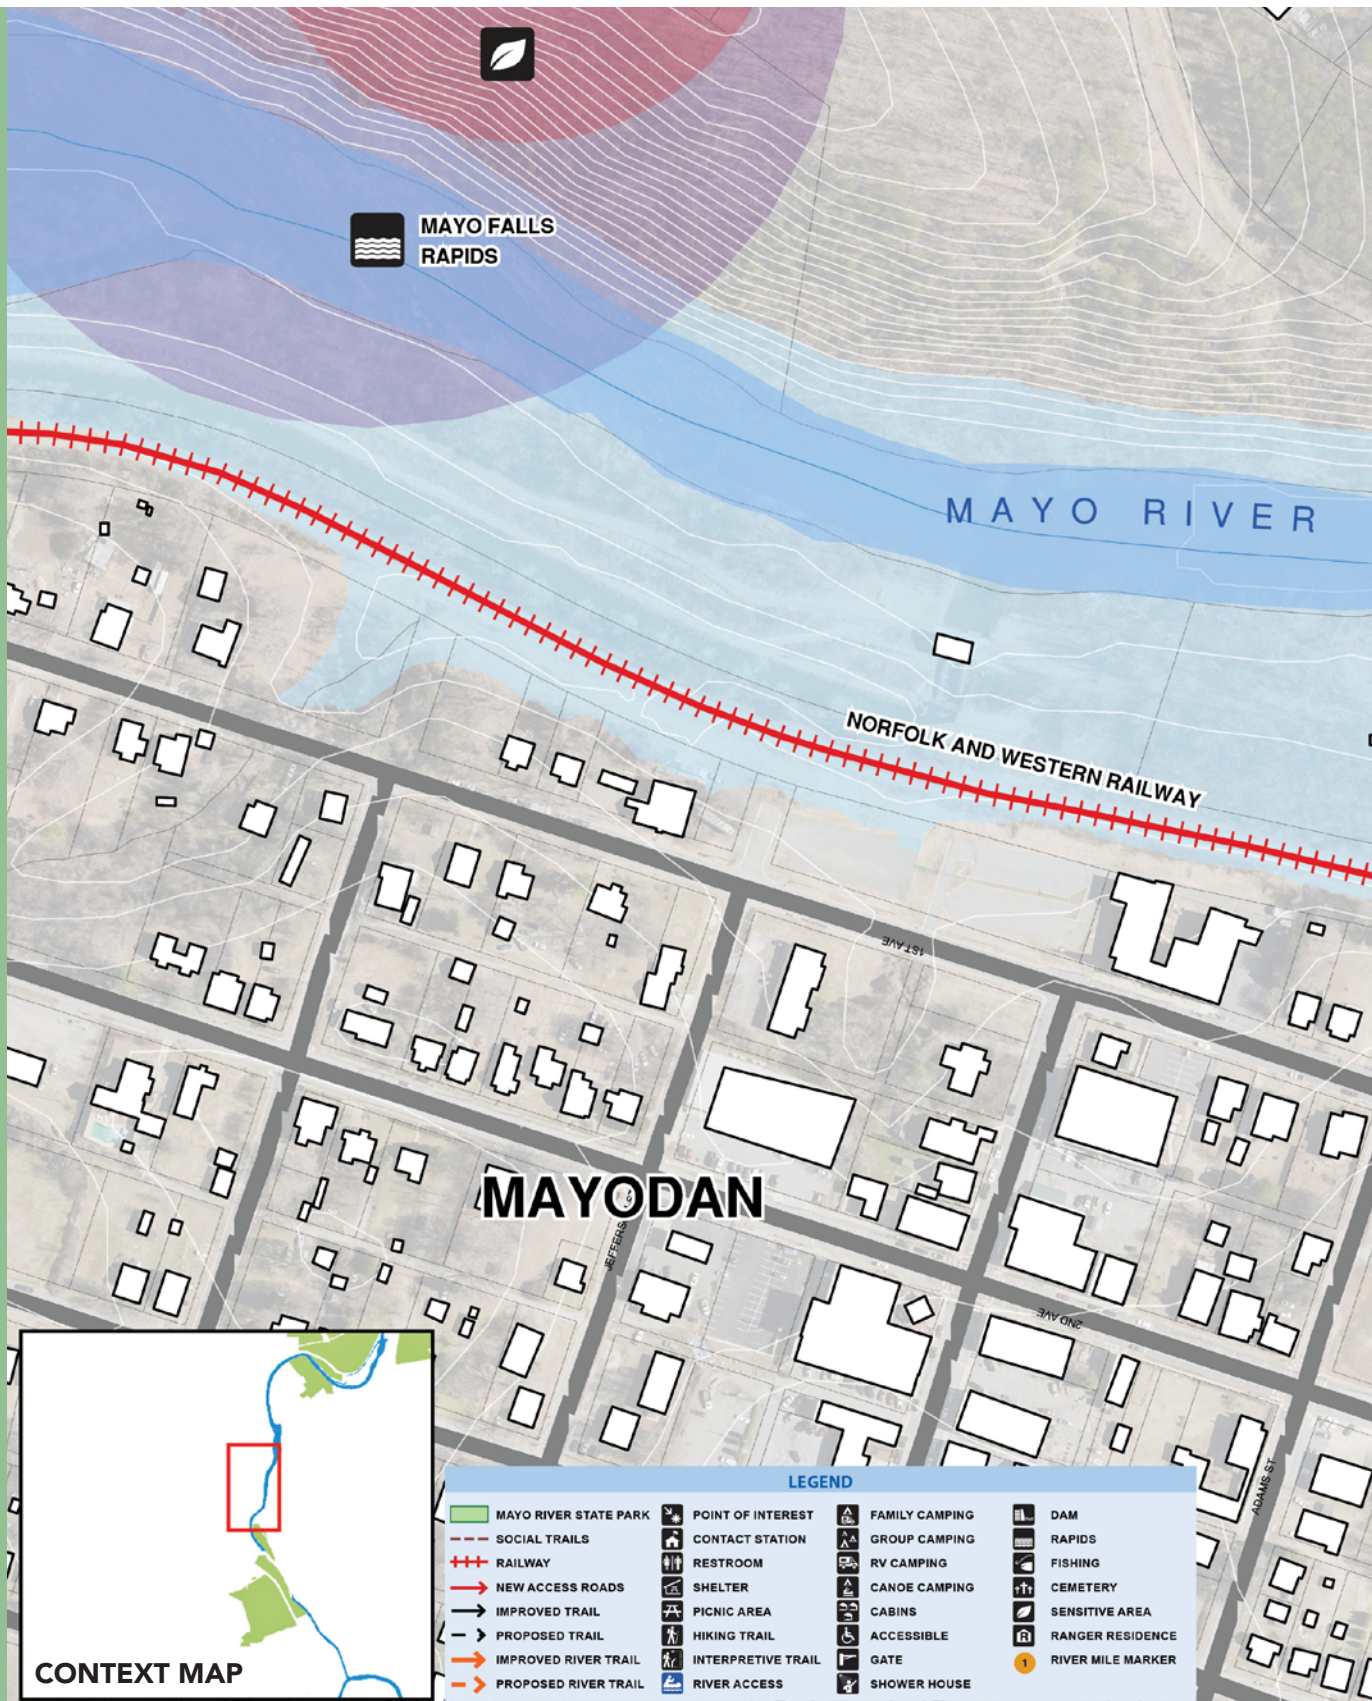 MAYO FALLS
RAPIDS
MAYO RIVER
NORFOLK AND WESTERN RAILWAY
1ST AVE
MAYODAN
2ND AVE
ADAMS ST
CONTEXT MAP
LEGEND
MAYO RIVER STATE PARK
SOCIAL TRAILS
RAILWAY
NEW ACCESS ROADS
IMPROVED TRAIL
PROPOSED TRAIL
IMPROVED RIVER TRAIL
PROPOSED RIVER TRAIL
POINT OF INTEREST
CONTACT STATION
RESTROOM
SHELTER
PICNIC AREA
HIKING TRAIL
INTERPRETIVE TRAIL
RIVER ACCESS
FAMILY CAMPING
GROUP CAMPING
RV CAMPING
CANOE CAMPING
CABINS
ACCESSIBLE
GATE
SHOWER HOUSE
DAM
RAPIDS
FISHING
CEMETERY
SENSITIVE AREA
RANGER RESIDENCE
1 RIVER MILE MARKER